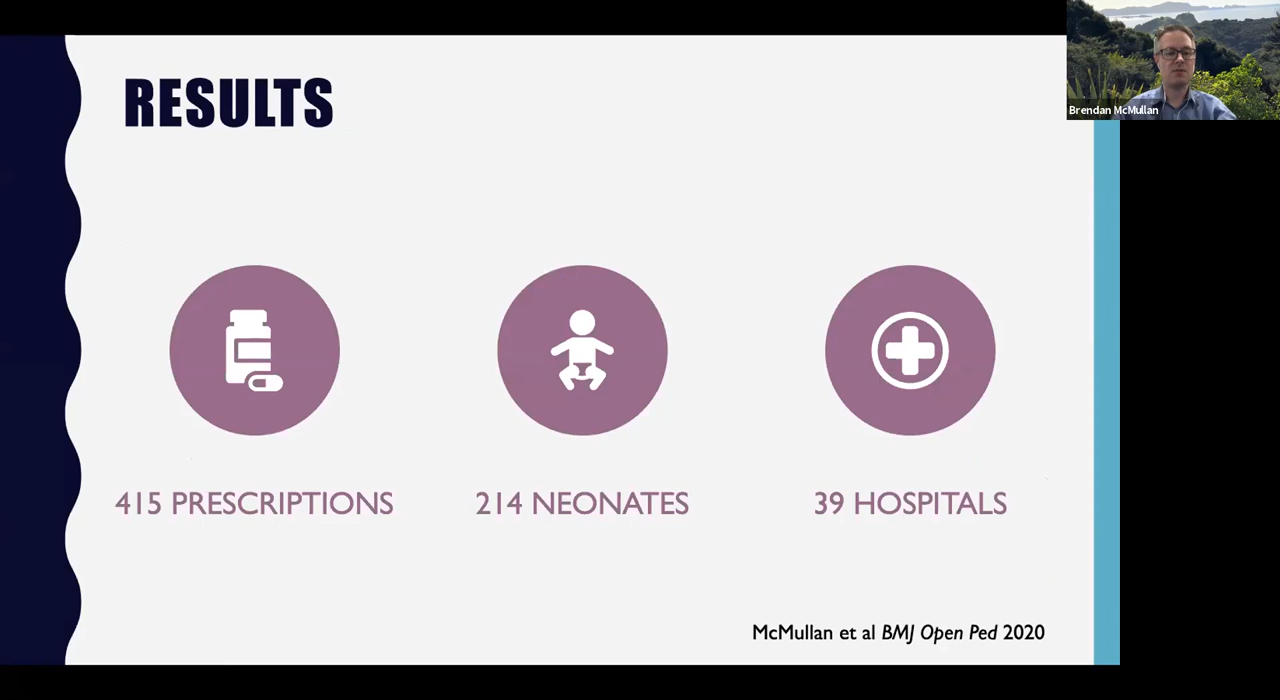 RESULTS
Brendan McMullan
415 PRESCRIPTIONS
214 NEONATES
39 HOSPITALS
McMullan et al BMJ Open Ped 2020